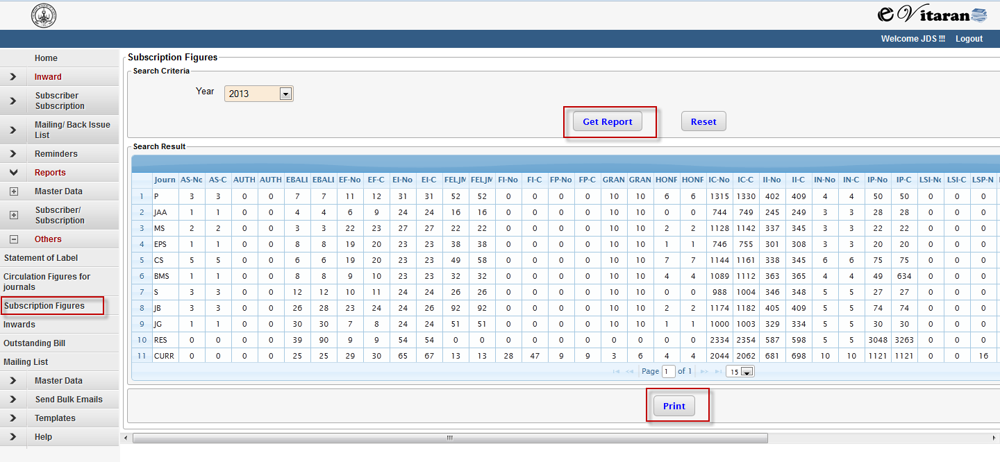 e Vitaran
Welcome JDS !!! Logout
Home
Inward
Subscriber
Subscription
Mailing/ Back Issue
List
Reminders
Reports
Master Data
Subscriber/
Subscription
Others
Statement of Label
Circulation Figures for
journals
Subscription Figures
Inwards
Outstanding Bill
Mailing List
Master Data
Send Bulk Emails
Templates
Help
Subscription Figures
Search Criteria
Year 2013
Get Report Reset
Search Result
Journ AS-No AS-C AUTH AUTH EBALI EBALI EF-No EF-C EI-No EI-C FELJM FELJM FI-No FI-C FP-No FP-C GRAN GRAN HONF HONF IC-No IC-C II-No II-C IN-No IN-C IP-No IP-C LSI-No LSI-C LSP-N
1 P 3 3 0 0 7 7 11 12 31 31 52 52 0 0 0 0 10 10 6 6 1315 1330 402 409 4 4 50 50 0 0 0
2 JAA 1 1 0 0 4 4 6 9 24 24 16 16 0 0 0 0 10 10 0 0 744 749 245 249 3 3 28 28 0 0 0
3 MS 2 2 0 0 3 3 22 23 27 27 22 22 0 0 0 0 10 10 2 2 1128 1142 337 345 3 3 22 22 0 0 0
4 EPS 1 1 0 0 8 8 19 20 23 23 38 38 0 0 0 0 10 10 1 1 746 755 301 308 3 3 20 20 0 0 0
5 CS 5 5 0 0 6 6 19 20 23 23 49 58 0 0 0 0 10 10 7 7 1144 1161 338 345 6 6 75 75 0 0 0
6 BMS 1 1 0 0 8 8 9 10 23 23 32 32 0 0 0 0 10 10 4 4 1089 1112 363 365 4 4 49 634 0 0 0
7 S 3 3 0 0 12 12 10 11 24 24 26 26 0 0 0 0 10 10 0 0 988 1004 346 348 5 5 27 27 0 0 0
8 JB 3 3 0 0 26 28 23 24 24 26 92 92 0 0 0 0 10 10 2 2 1174 1182 405 409 5 5 74 74 0 0 0
9 JG 1 1 0 0 30 30 7 8 24 24 51 51 0 0 0 0 10 10 1 1 1000 1003 329 334 5 5 30 30 0 0 0
10 RES 0 0 0 0 39 90 9 9 54 54 0 0 0 0 0 0 0 0 0 0 2334 2354 587 598 5 5 3048 3263 0 0 0
11 CURR 0 0 0 0 25 25 29 30 65 67 13 13 28 47 9 9 3 6 4 4 2044 2062 681 698 10 10 1121 1121 0 0 16
Page 1 of 1 15
Print